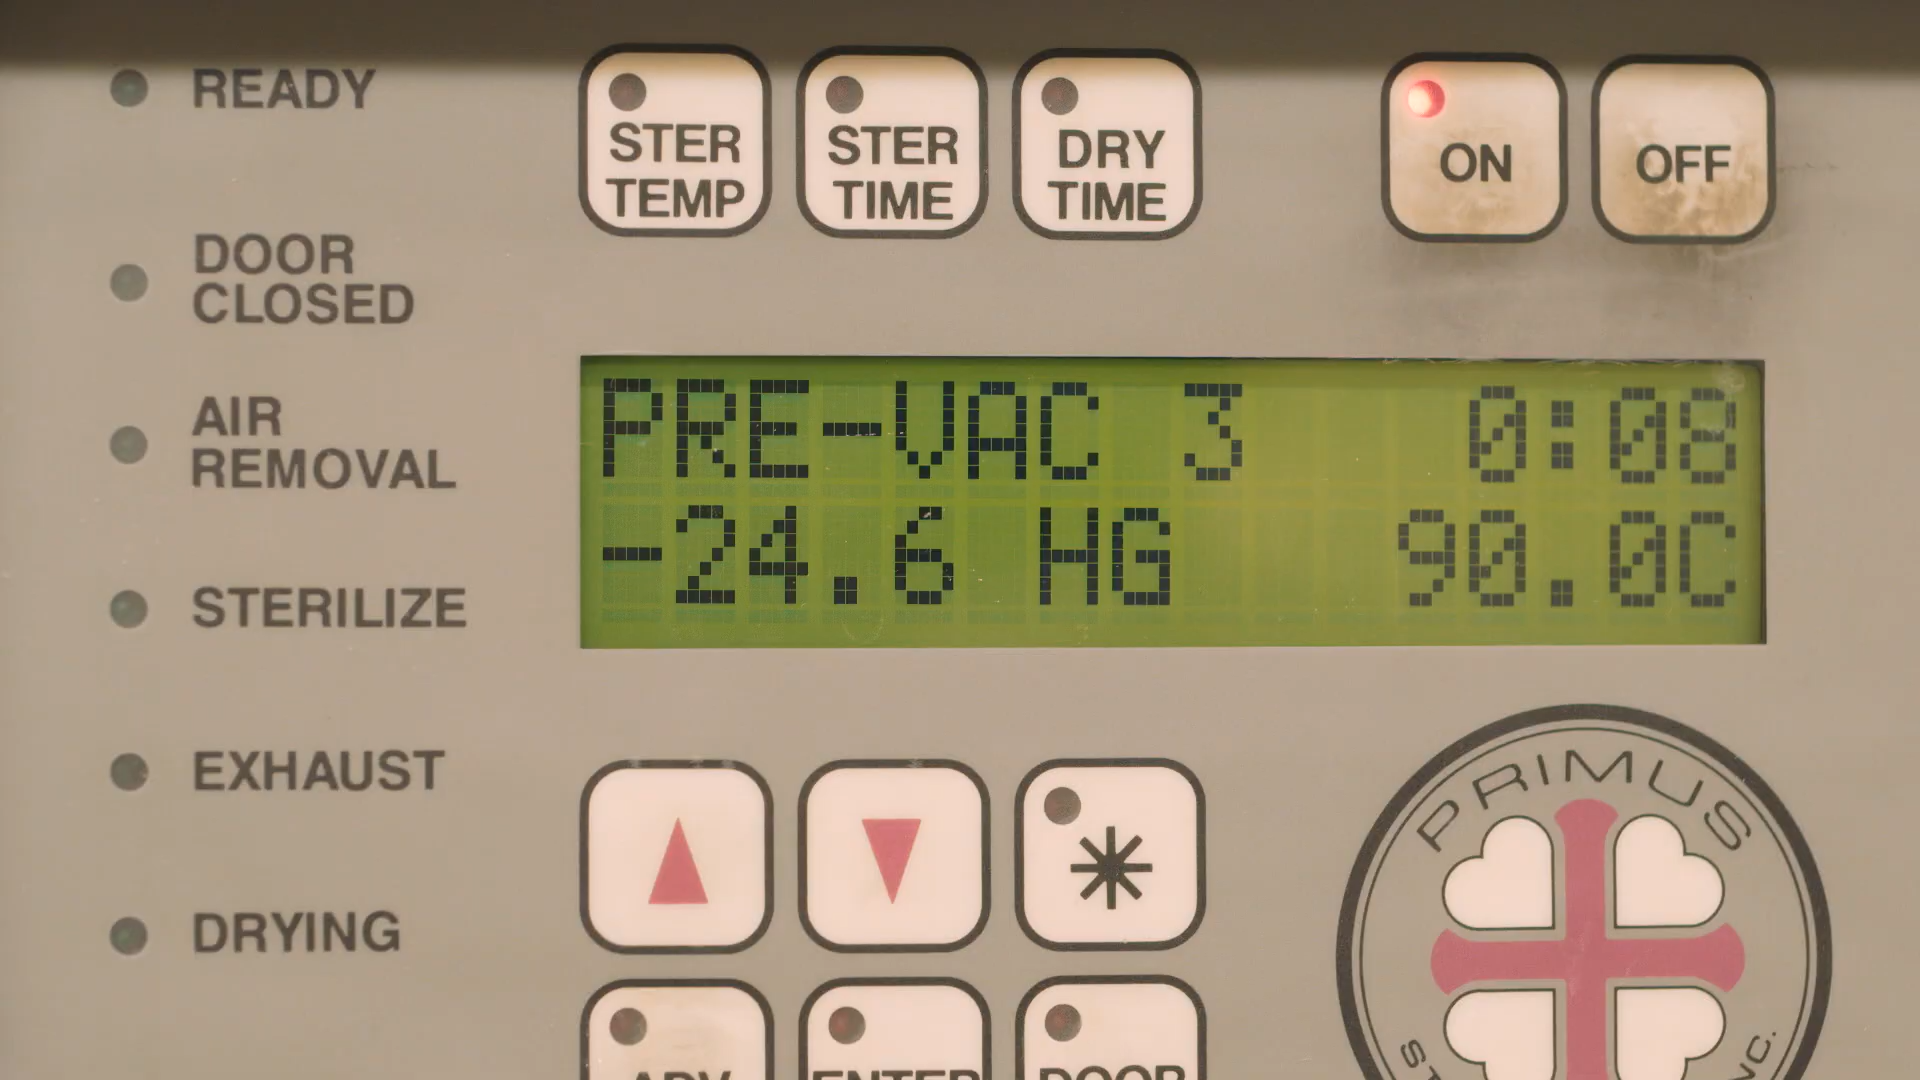 READY
DOOR
CLOSED
AIR
REMOVAL
STERILIZE
EXHAUST
DRYING
STER
TEMP
STER
TIME
DRY
TIME
ON
OFF
PRE-VAC 3 0:08
-24.6 HG 90.0C
PRIMUS
ADV
ENTER
DOOR